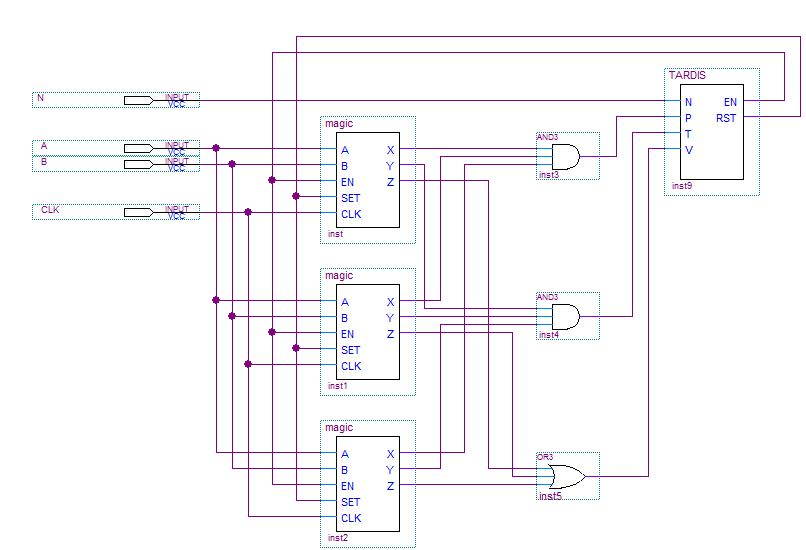 TARDIS
N INPUT VCC
N EN
P RST
T
V
inst9
A INPUT VCC
B INPUT VCC
CLK INPUT VCC
magic
A X
B Y
EN Z
SET
CLK
inst
AND3
inst3
magic
A X
B Y
EN Z
SET
CLK
inst1
AND3
inst4
magic
A X
B Y
EN Z
SET
CLK
inst2
OR3
inst5